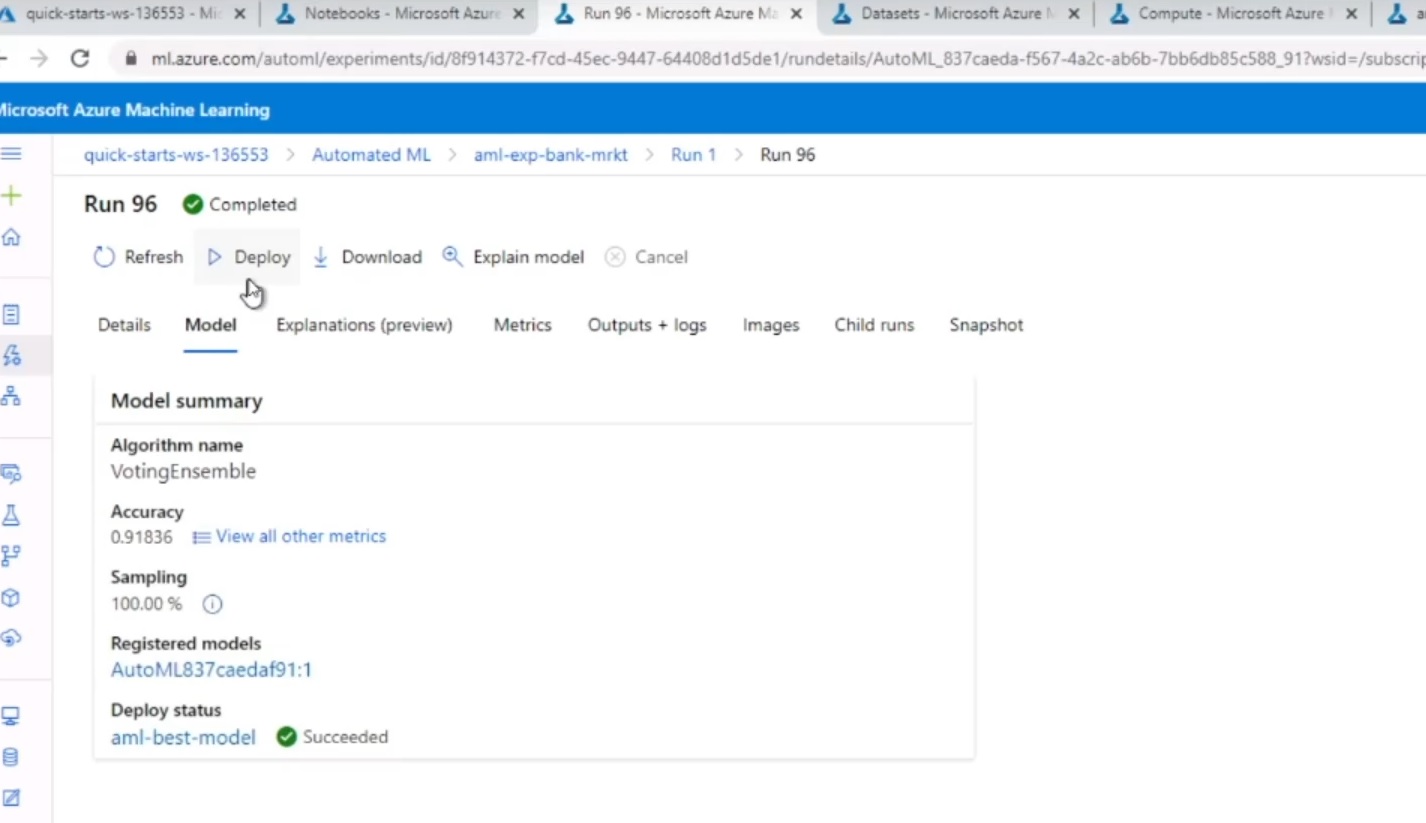 quick-starts-ws-136553 - Mic Notebooks - Microsoft Azure Run 96 - Microsoft Azure Ma Datasets - Microsoft Azure Compute - Microsoft Azure
ml.azure.com/automl/experiments/id/8f914372-f7cd-45ec-9447-64408d1d5de1/rundetails/AutoML_837caeda-f567-4a2c-ab6b-7bb6db85c588_91?wsid=/subscrip
Microsoft Azure Machine Learning
quick-starts-ws-136553 > Automated ML > aml-exp-bank-mrkt > Run 1 > Run 96
Run 96 Completed
Refresh Deploy Download Explain model Cancel
Details Model Explanations (preview) Metrics Outputs + logs Images Child runs Snapshot
Model summary
Algorithm name
VotingEnsemble
Accuracy
0.91836 View all other metrics
Sampling
100.00 %
Registered models
AutoML837caedaf91:1
Deploy status
aml-best-model Succeeded